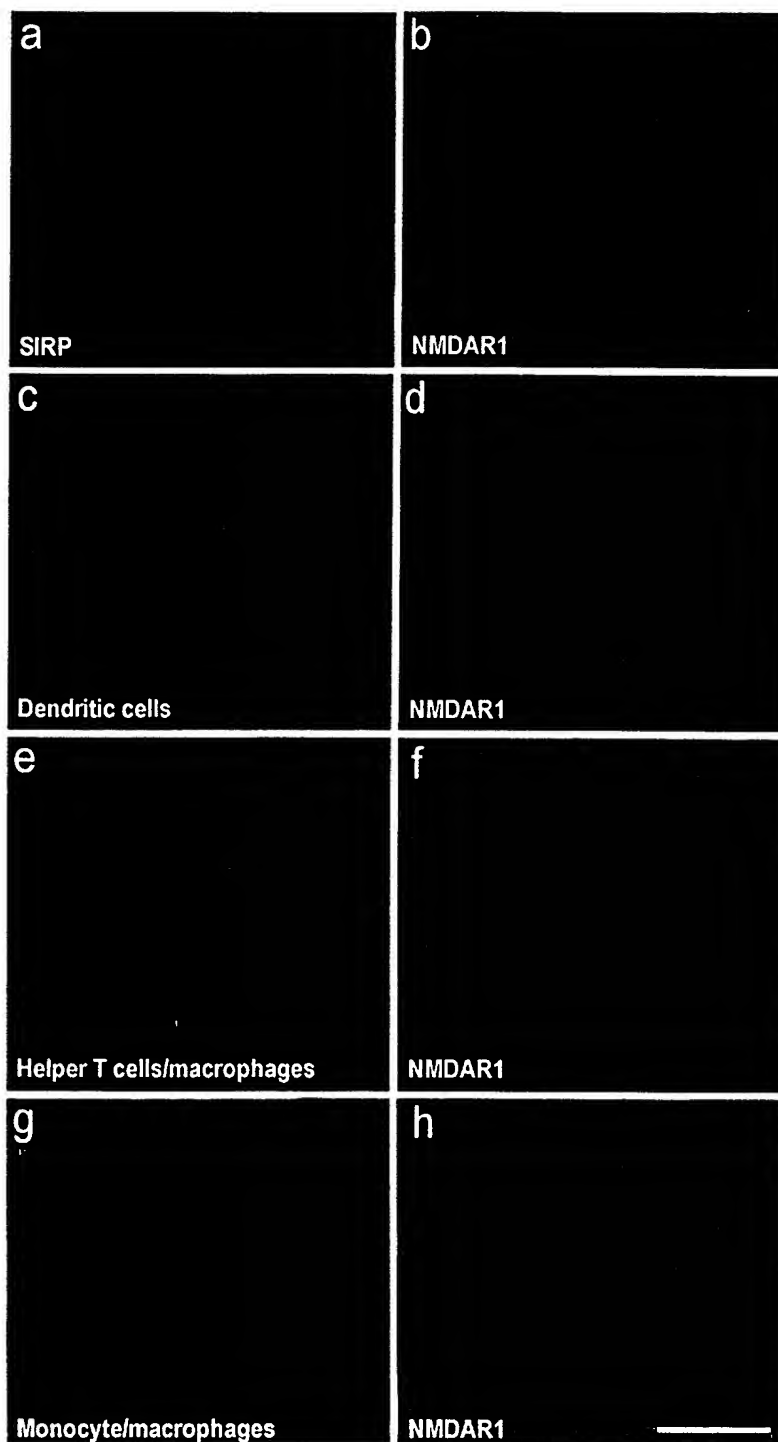 a
b
SIRP
NMDAR1
c
d
Dendritic cells
NMDAR1
e
f
Helper T cells/macrophages
NMDAR1
g
h
Monocyte/macrophages
NMDAR1